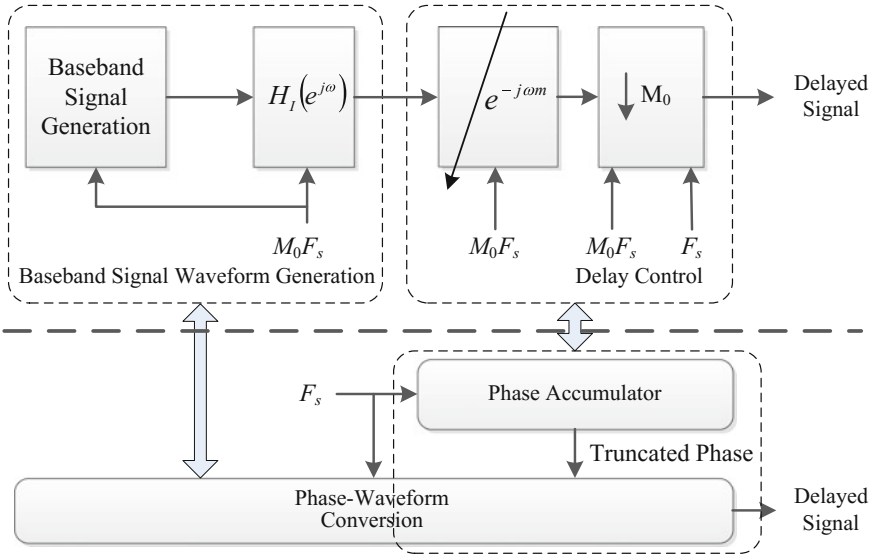 Baseband
Signal
Generation
H_I(e^{jω})
e^{-jωm}
↓ M₀
Delayed
Signal
M₀Fₛ
M₀Fₛ
M₀Fₛ
Fₛ
Baseband Signal Waveform Generation
Delay Control
Fₛ
Phase Accumulator
Truncated Phase
Phase-Waveform
Conversion
Delayed
Signal